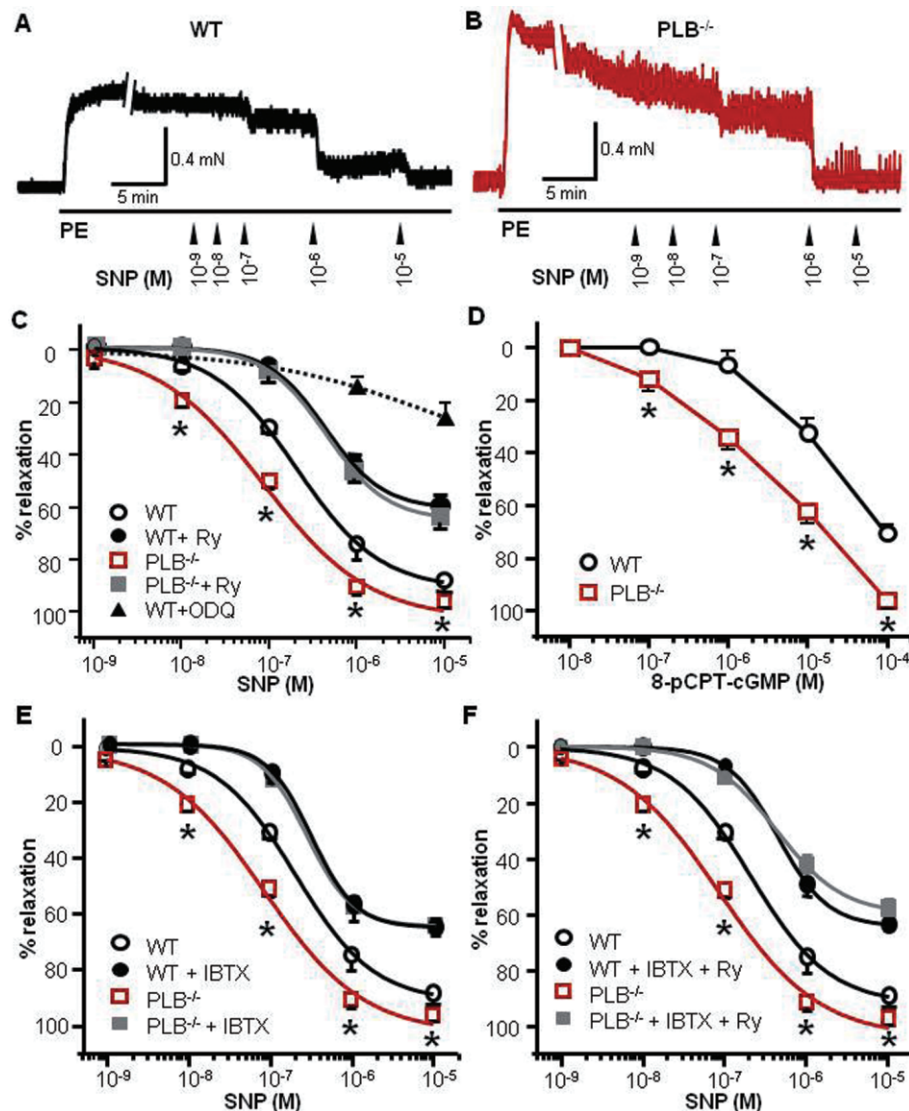 A
WT
0.4 mN
5 min
PE
SNP (M)
10⁻⁹
10⁻⁸
10⁻⁷
10⁻⁶
10⁻⁵
B
PLB⁻/⁻
0.4 mN
5 min
PE
SNP (M)
10⁻⁹
10⁻⁸
10⁻⁷
10⁻⁶
10⁻⁵
C
0
20
40
60
80
100
% relaxation
*
*
*
*
WT
WT+ Ry
PLB⁻/⁻
PLB⁻/⁻+ Ry
WT+ODQ
10⁻⁹ 10⁻⁸ 10⁻⁷ 10⁻⁶ 10⁻⁵
SNP (M)
D
0
20
40
60
80
100
% relaxation
*
*
*
*
WT
PLB⁻/⁻
10⁻⁸ 10⁻⁷ 10⁻⁶ 10⁻⁵ 10⁻⁴
8-pCPT-cGMP (M)
E
0
20
40
60
80
100
% relaxation
*
*
*
*
WT
WT + IBTX
PLB⁻/⁻
PLB⁻/⁻ + IBTX
10⁻⁹ 10⁻⁸ 10⁻⁷ 10⁻⁶ 10⁻⁵
SNP (M)
F
0
20
40
60
80
100
% relaxation
*
*
*
*
WT
WT + IBTX + Ry
PLB⁻/⁻
PLB⁻/⁻ + IBTX + Ry
10⁻⁹ 10⁻⁸ 10⁻⁷ 10⁻⁶ 10⁻⁵
SNP (M)